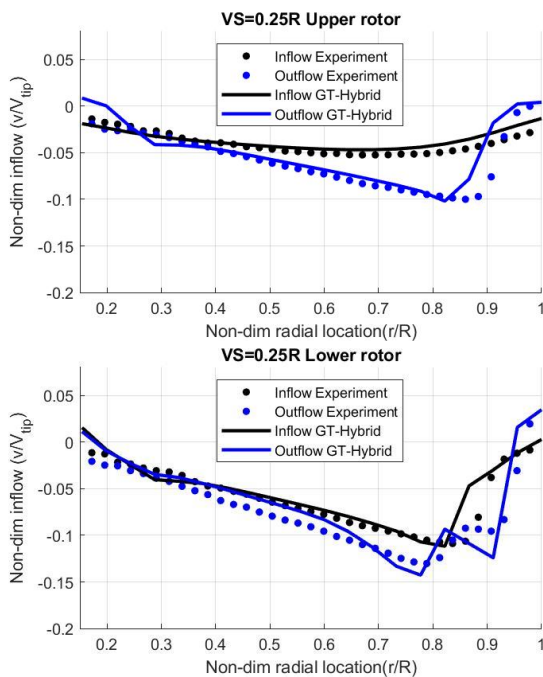 VS=0.25R Upper rotor
Inflow Experiment
Outflow Experiment
Inflow GT-Hybrid
Outflow GT-Hybrid
Non-dim inflow (v/V_tip)
0.05
0
-0.05
-0.1
-0.15
-0.2
0.2 0.3 0.4 0.5 0.6 0.7 0.8 0.9 1
Non-dim radial location(r/R)
VS=0.25R Lower rotor
Inflow Experiment
Outflow Experiment
Inflow GT-Hybrid
Outflow GT-Hybrid
Non-dim inflow (v/V_tip)
0.05
0
-0.05
-0.1
-0.15
-0.2
0.2 0.3 0.4 0.5 0.6 0.7 0.8 0.9 1
Non-dim radial location(r/R)